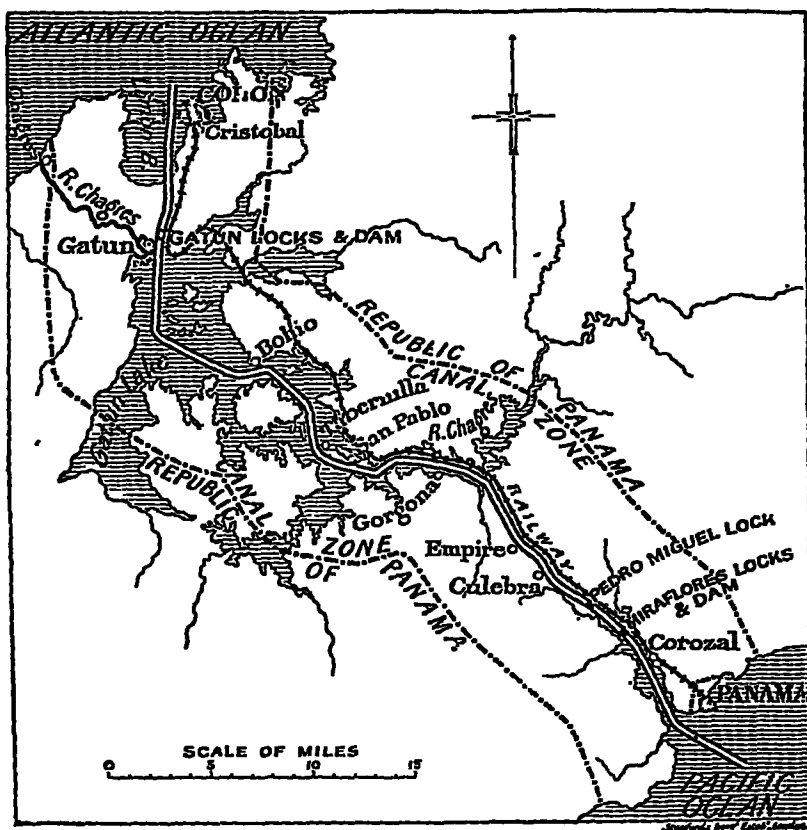 ATLANTIC OCEAN
COLON
Cristobal
R. Chagres
Gatun
GATUN LOCKS & DAM
Bohio
REPUBLIC OF PANAMA
CANAL ZONE
San Pablo
R. Chagres
Gatun Lake
CANAL ZONE
REPUBLIC OF PANAMA
Gorgona
RAILWAY
Empire
Culebra
PEDRO MIGUEL LOCK
MIRAFLORES LOCKS
& DAM
Corozal
PANAMA
SCALE OF MILES
0 5 10 15
PACIFIC
OCEAN